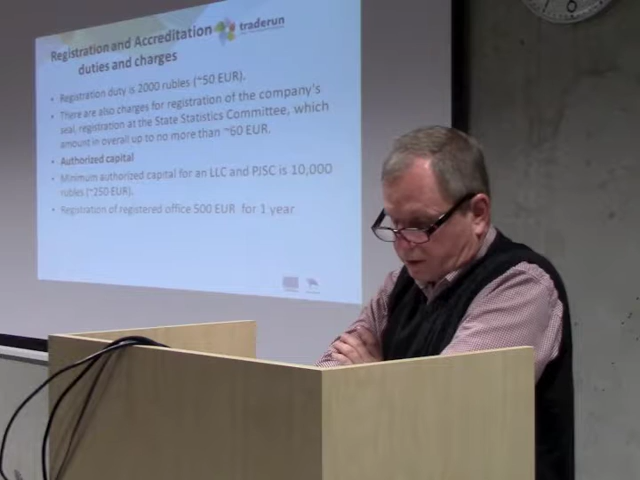 Registration and Accreditation
duties and charges
traderun
• Registration duty is 2000 rubles (~50 EUR).
• There are also charges for registration of the company's
seal, registration at the State Statistics Committee, which
amount in overall up to no more than ~60 EUR.
• Authorized capital
• Minimum authorized capital for an LLC and PJSC is 10,000
rubles (~250 EUR).
• Registration of registered office 500 EUR for 1 year
6